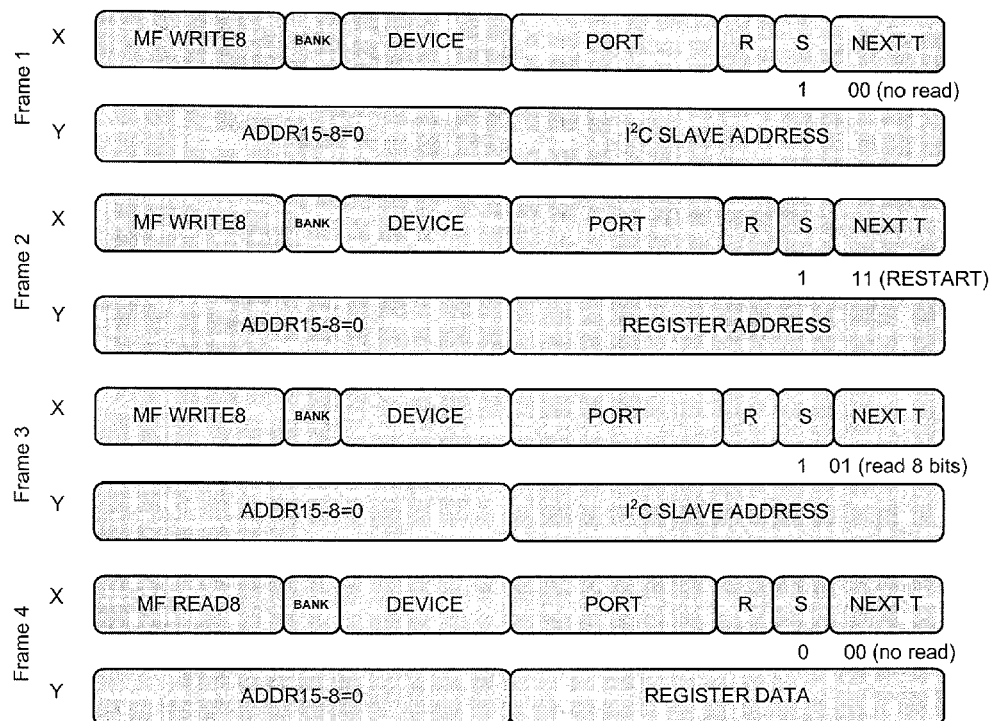 Frame 1
X MF WRITE8 BANK DEVICE PORT R S NEXT T
1 00 (no read)
Y ADDR15-8=0 I²C SLAVE ADDRESS
Frame 2
X MF WRITE8 BANK DEVICE PORT R S NEXT T
1 11 (RESTART)
Y ADDR15-8=0 REGISTER ADDRESS
Frame 3
X MF WRITE8 BANK DEVICE PORT R S NEXT T
1 01 (read 8 bits)
Y ADDR15-8=0 I²C SLAVE ADDRESS
Frame 4
X MF READ8 BANK DEVICE PORT R S NEXT T
0 00 (no read)
Y ADDR15-8=0 REGISTER DATA